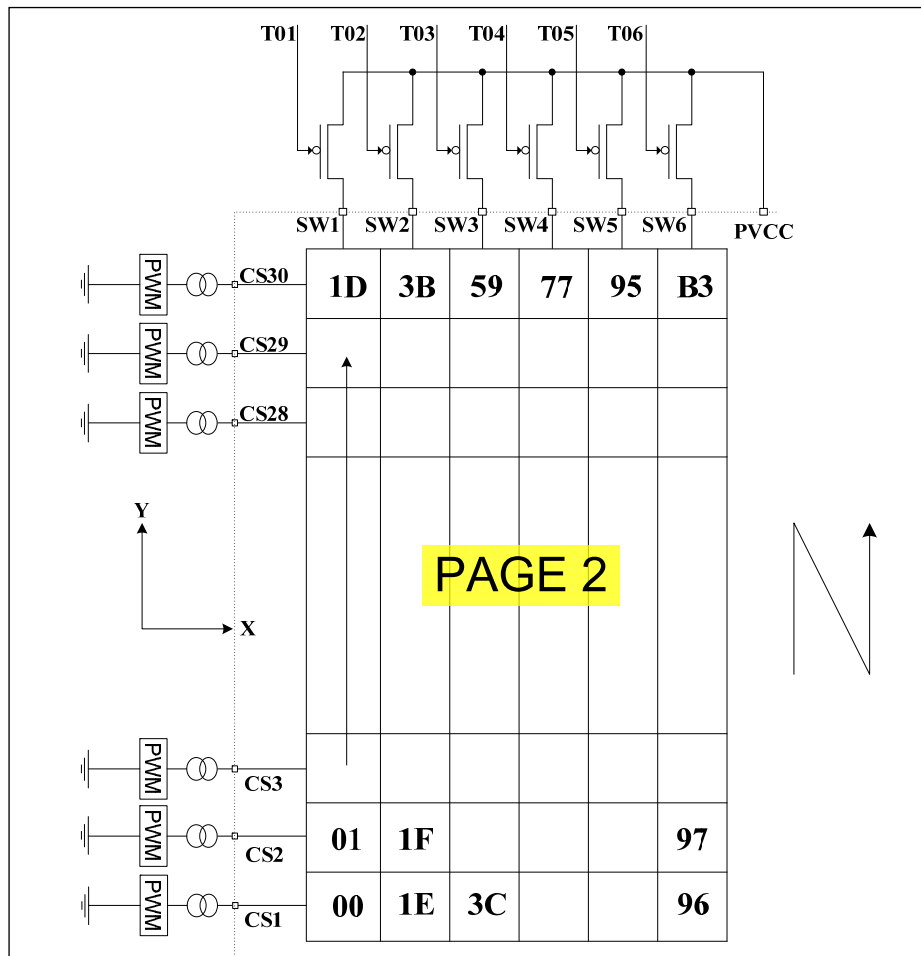 T01 T02 T03 T04 T05 T06
SW1 SW2 SW3 SW4 SW5 SW6 PVCC
PWM CS30 1D 3B 59 77 95 B3
PWM CS29
PWM CS28
Y
PAGE 2
X
PWM CS3
PWM CS2 01 1F 97
PWM CS1 00 1E 3C 96